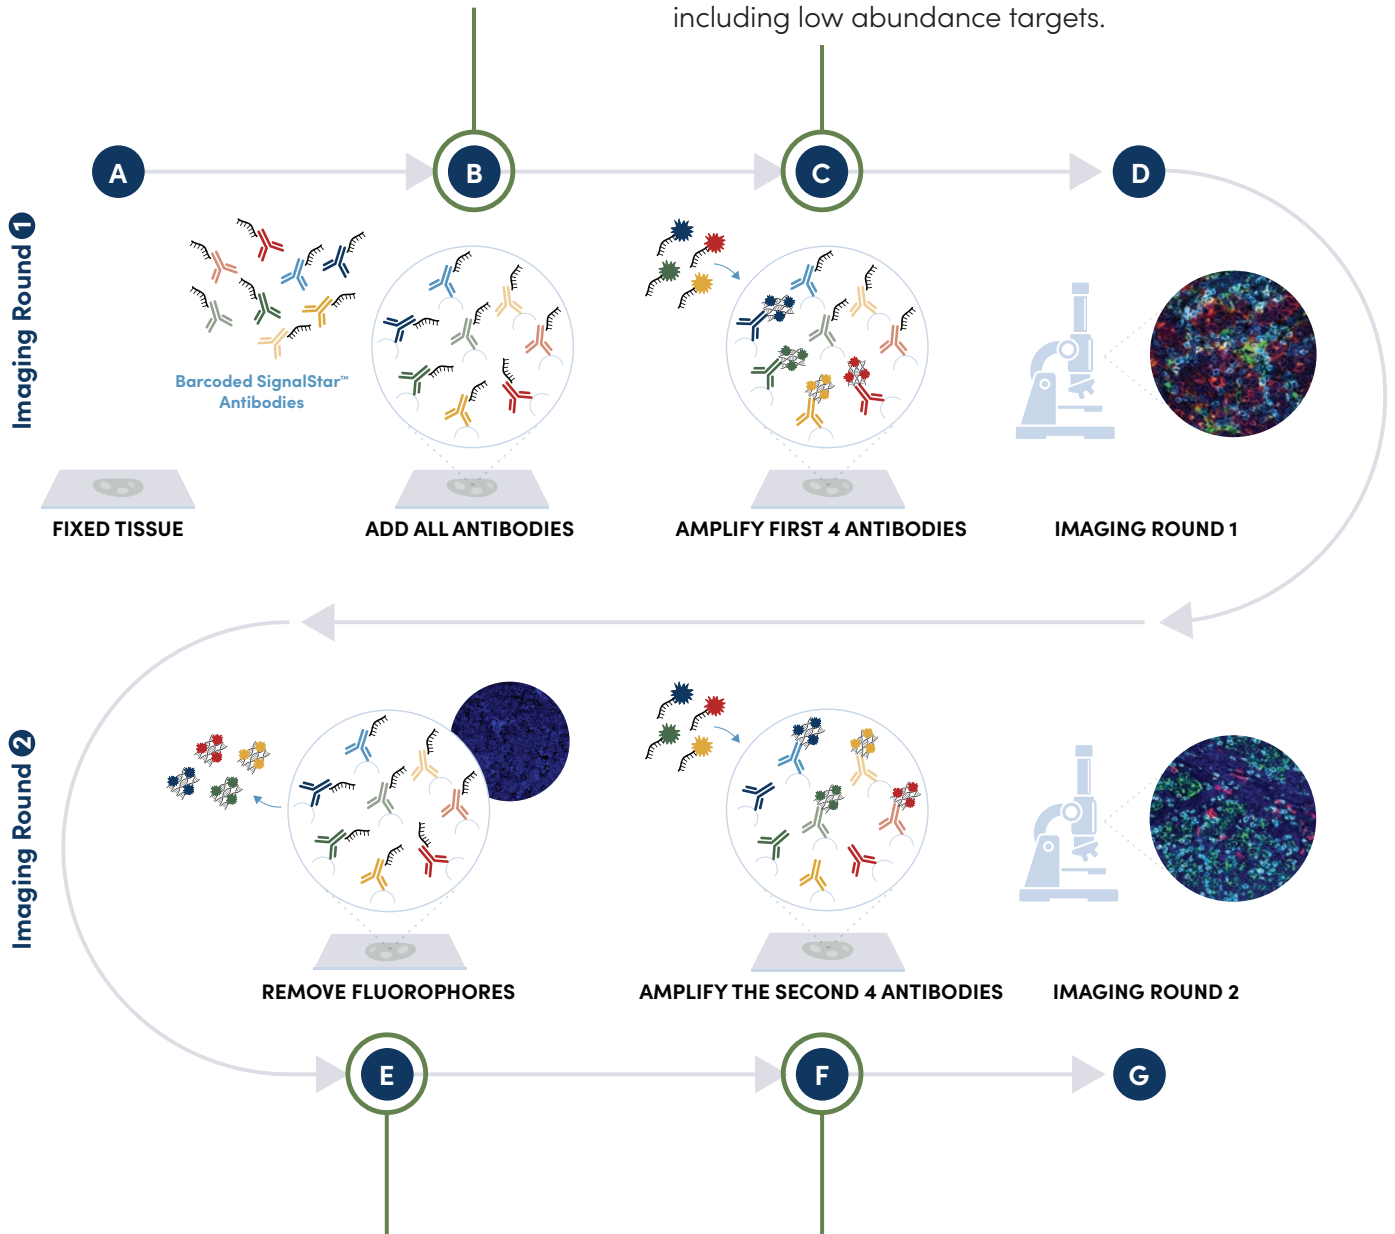 including low abundance targets.
A
B
C
D
Imaging Round 1
Barcoded SignalStar™
Antibodies
FIXED TISSUE
ADD ALL ANTIBODIES
AMPLIFY FIRST 4 ANTIBODIES
IMAGING ROUND 1
Imaging Round 2
REMOVE FLUOROPHORES
AMPLIFY THE SECOND 4 ANTIBODIES
IMAGING ROUND 2
E
F
G